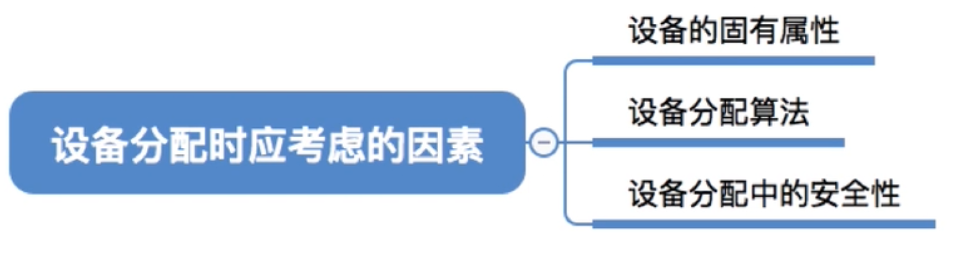 设备分配时应考虑的因素
设备的固有属性
设备分配算法
设备分配中的安全性